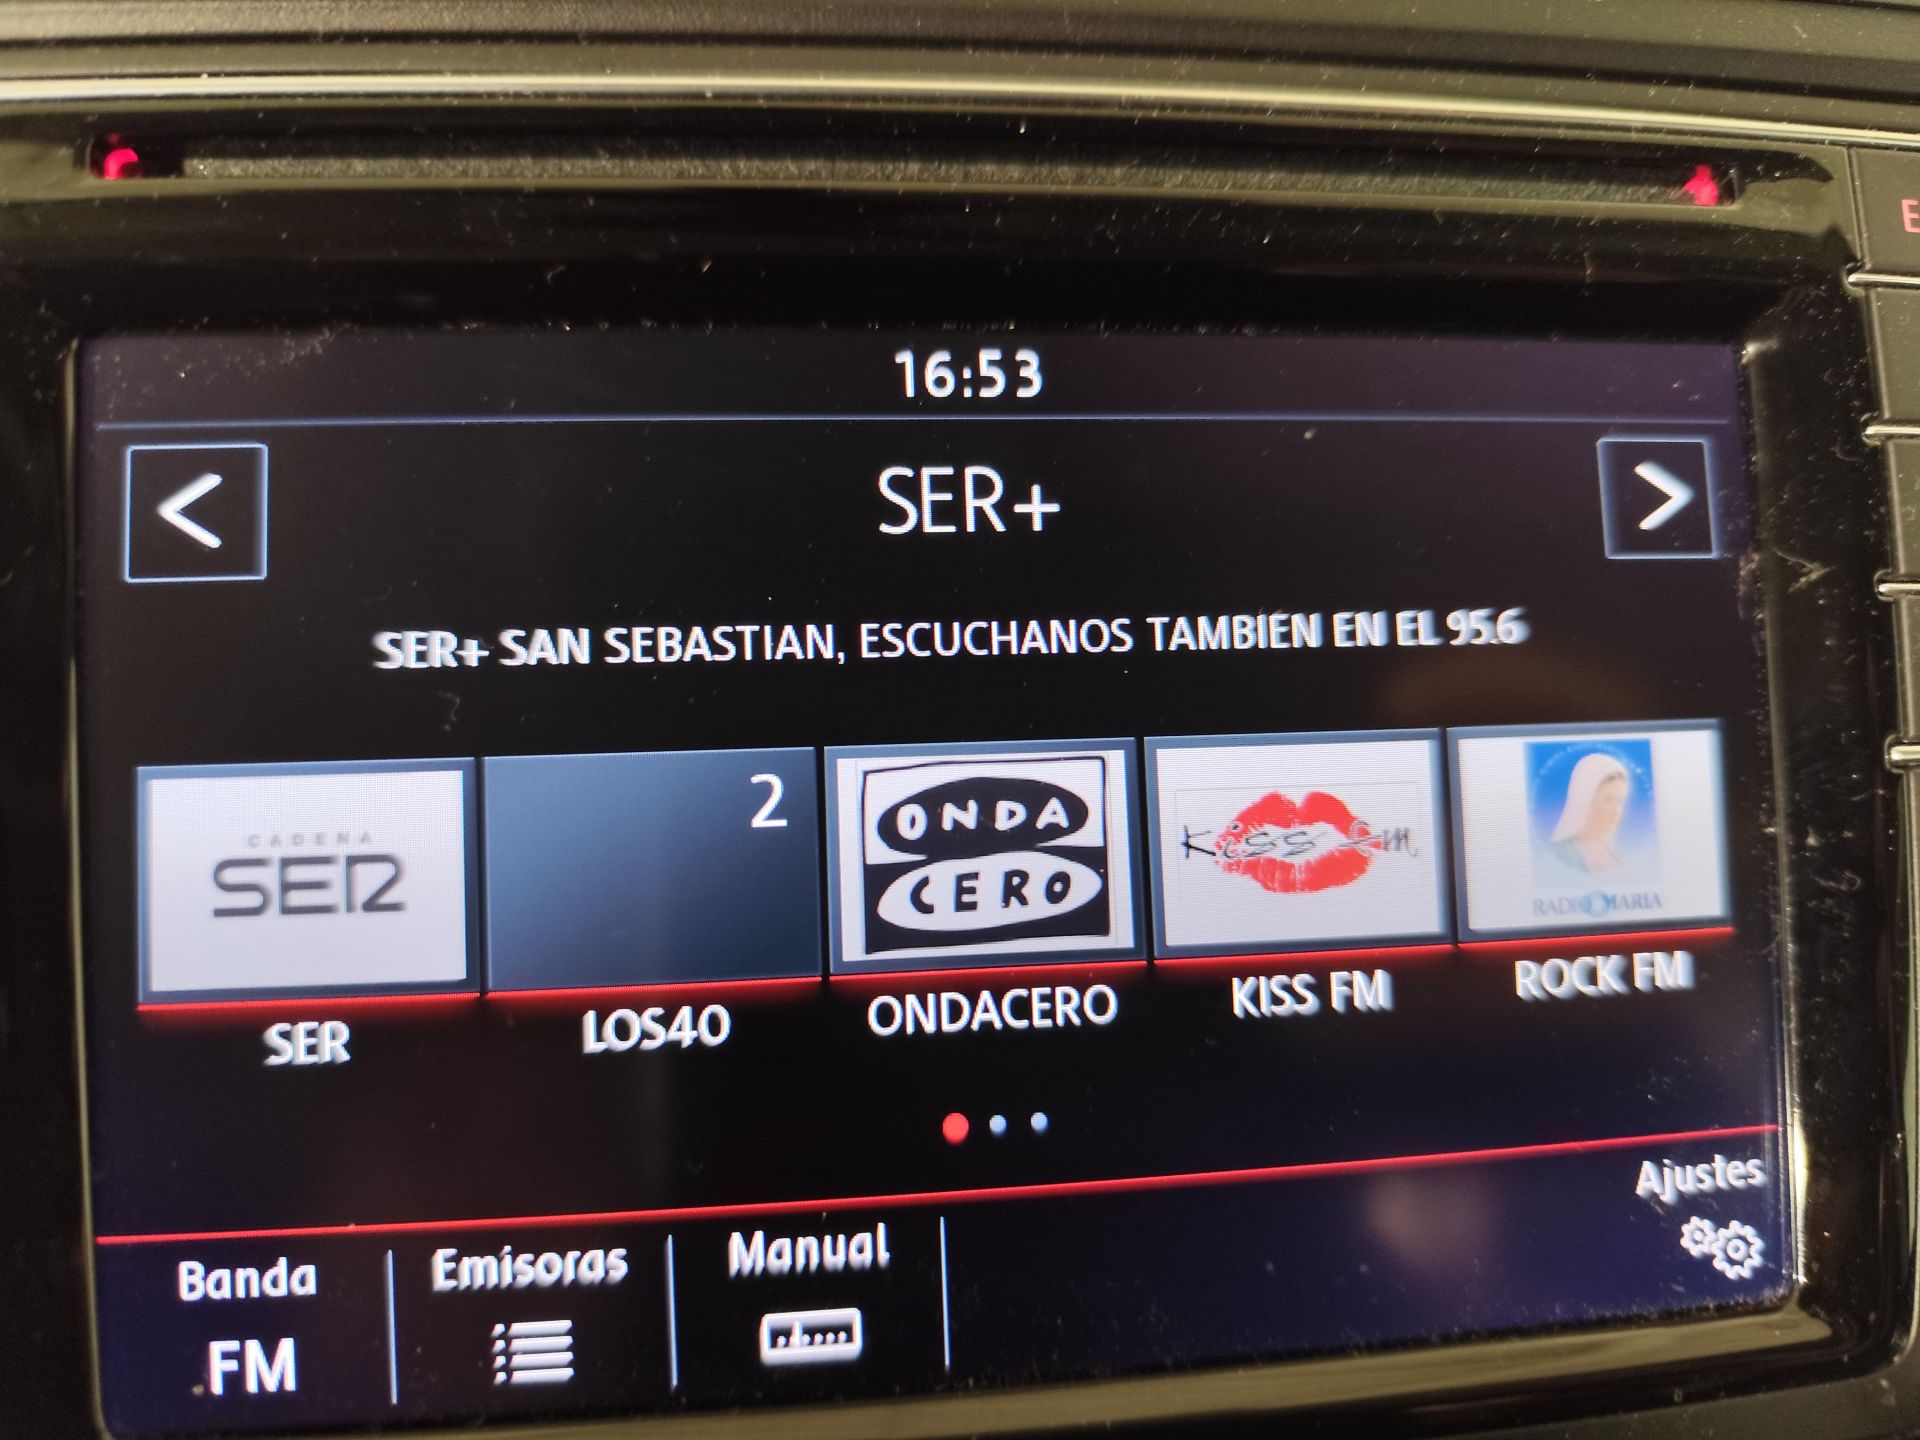 E
16:53
<
SER+
>
SER+ SAN SEBASTIAN, ESCUCHANOS TAMBIEN EN EL 95.6
CADENA
SER
2
ONDA
CERO
Kiss fm
RADIO MARIA
SER
LOS40
ONDACERO
KISS FM
ROCK FM
Ajustes
Banda
FM
Emisoras
Manual